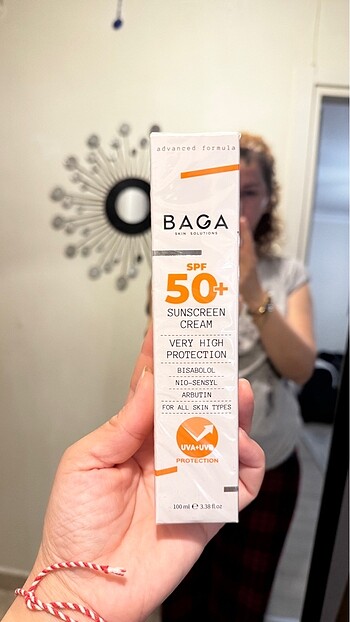 advanced formula
BAGA
SKIN SOLUTIONS
SPF
50+
SUNSCREEN
CREAM
VERY HIGH
PROTECTION
BISABOLOL
NIO-SENSYL
ARBUTIN
FOR ALL SKIN TYPES
UVA+UVB
PROTECTION
100 ml ℮ 3.38 fl.oz